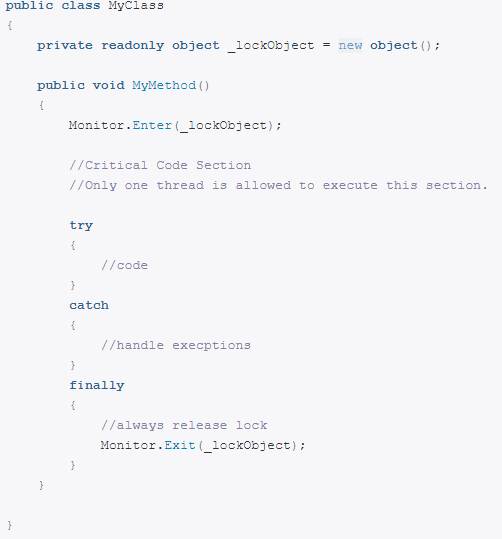 public class MyClass
{
    private readonly object _lockObject = new object();

    public void MyMethod()
    {
        Monitor.Enter(_lockObject);

        //Critical Code Section
        //Only one thread is allowed to execute this section.

        try
        {
            //code
        }
        catch
        {
            //handle execptions
        }
        finally
        {
            //always release lock
            Monitor.Exit(_lockObject);
        }
    }

}